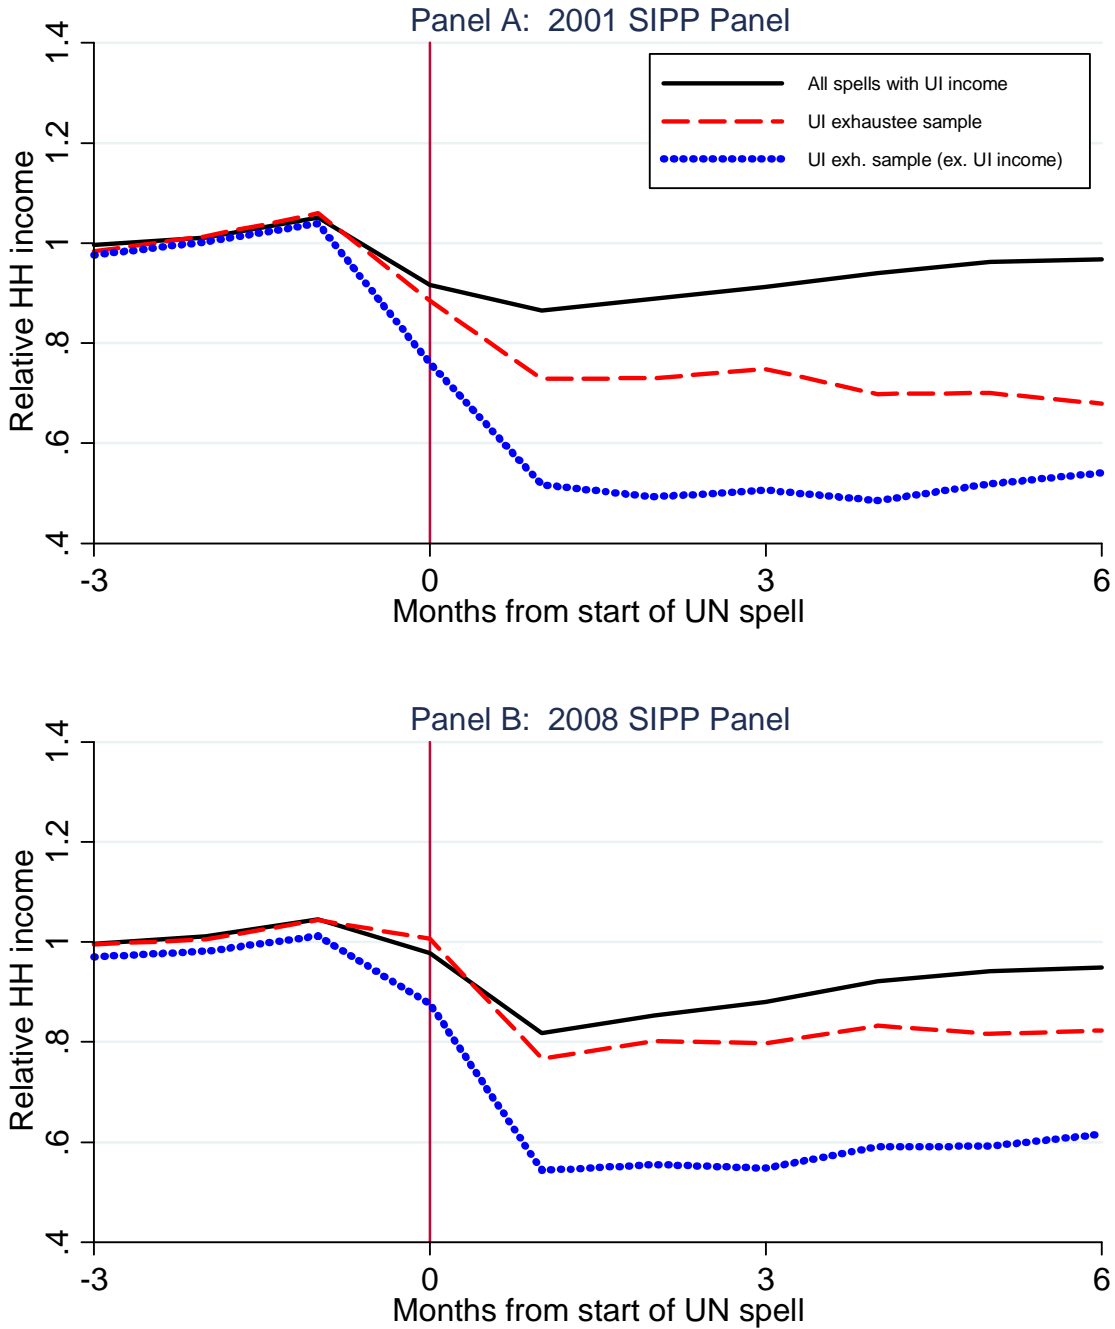 Panel A:  2001 SIPP Panel
1.4
1.2
1
.8
.6
.4
Relative HH income
All spells with UI income
UI exhaustee sample
UI exh. sample (ex. UI income)
-3
0
3
6
Months from start of UN spell
Panel B:  2008 SIPP Panel
1.4
1.2
1
.8
.6
.4
Relative HH income
-3
0
3
6
Months from start of UN spell